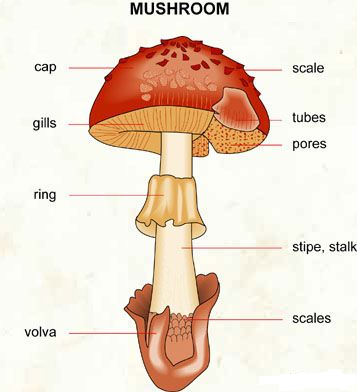 MUSHROOM
cap
scale
gills
tubes
pores
ring
stipe, stalk
scales
volva